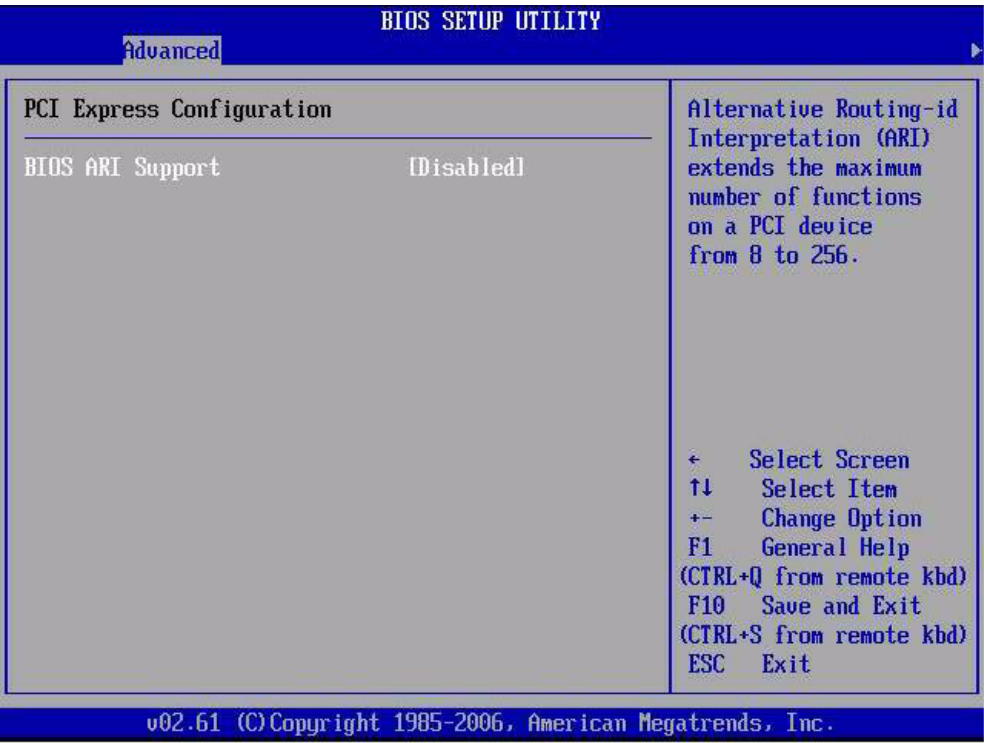 BIOS SETUP UTILITY
Advanced
PCI Express Configuration
BIOS ARI Support [Disabled]
Alternative Routing-id
Interpretation (ARI)
extends the maximum
number of functions
on a PCI device
from 8 to 256.
← Select Screen
↑↓ Select Item
+- Change Option
F1 General Help
(CTRL+Q from remote kbd)
F10 Save and Exit
(CTRL+S from remote kbd)
ESC Exit
v02.61 (C)Copyright 1985-2006, American Megatrends, Inc.